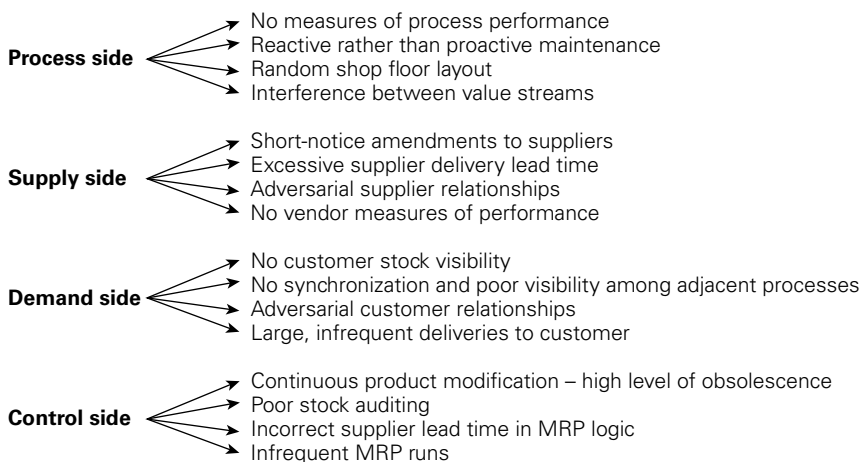 No measures of process performance
Reactive rather than proactive maintenance
Process side
Random shop floor layout
Interference between value streams
Short-notice amendments to suppliers
Excessive supplier delivery lead time
Supply side
Adversarial supplier relationships
No vendor measures of performance
No customer stock visibility
No synchronization and poor visibility among adjacent processes
Demand side
Adversarial customer relationships
Large, infrequent deliveries to customer
Continuous product modification – high level of obsolescence
Poor stock auditing
Control side
Incorrect supplier lead time in MRP logic
Infrequent MRP runs